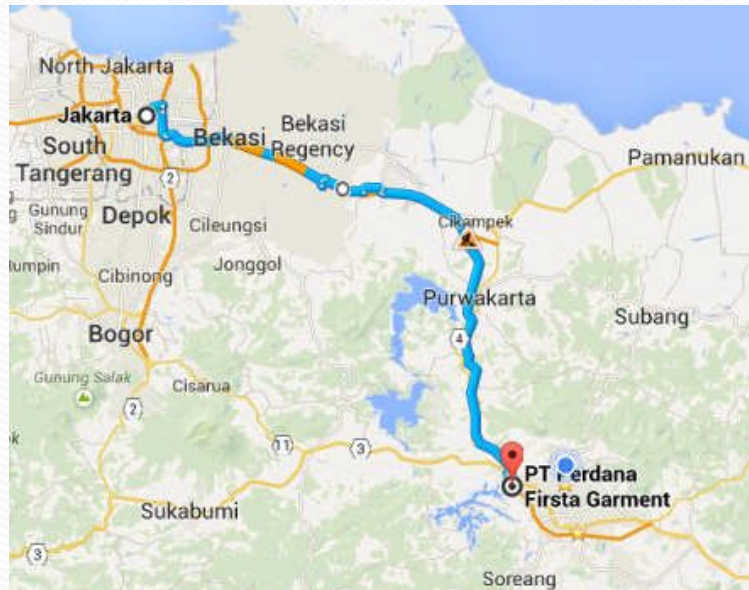 North Jakarta
Jakarta
Bekasi
Bekasi
Regency
South
Tangerang
2
Pamanukan
Gunung
Sindur
Depok
Cileungsi
Cikampek
Cibinong
Jonggol
Purwakarta
Bogor
4
Subang
Gunung Salak
Cisarua
2
11
3
PT Perdana
Firsta Garment
Sukabumi
3
Soreang